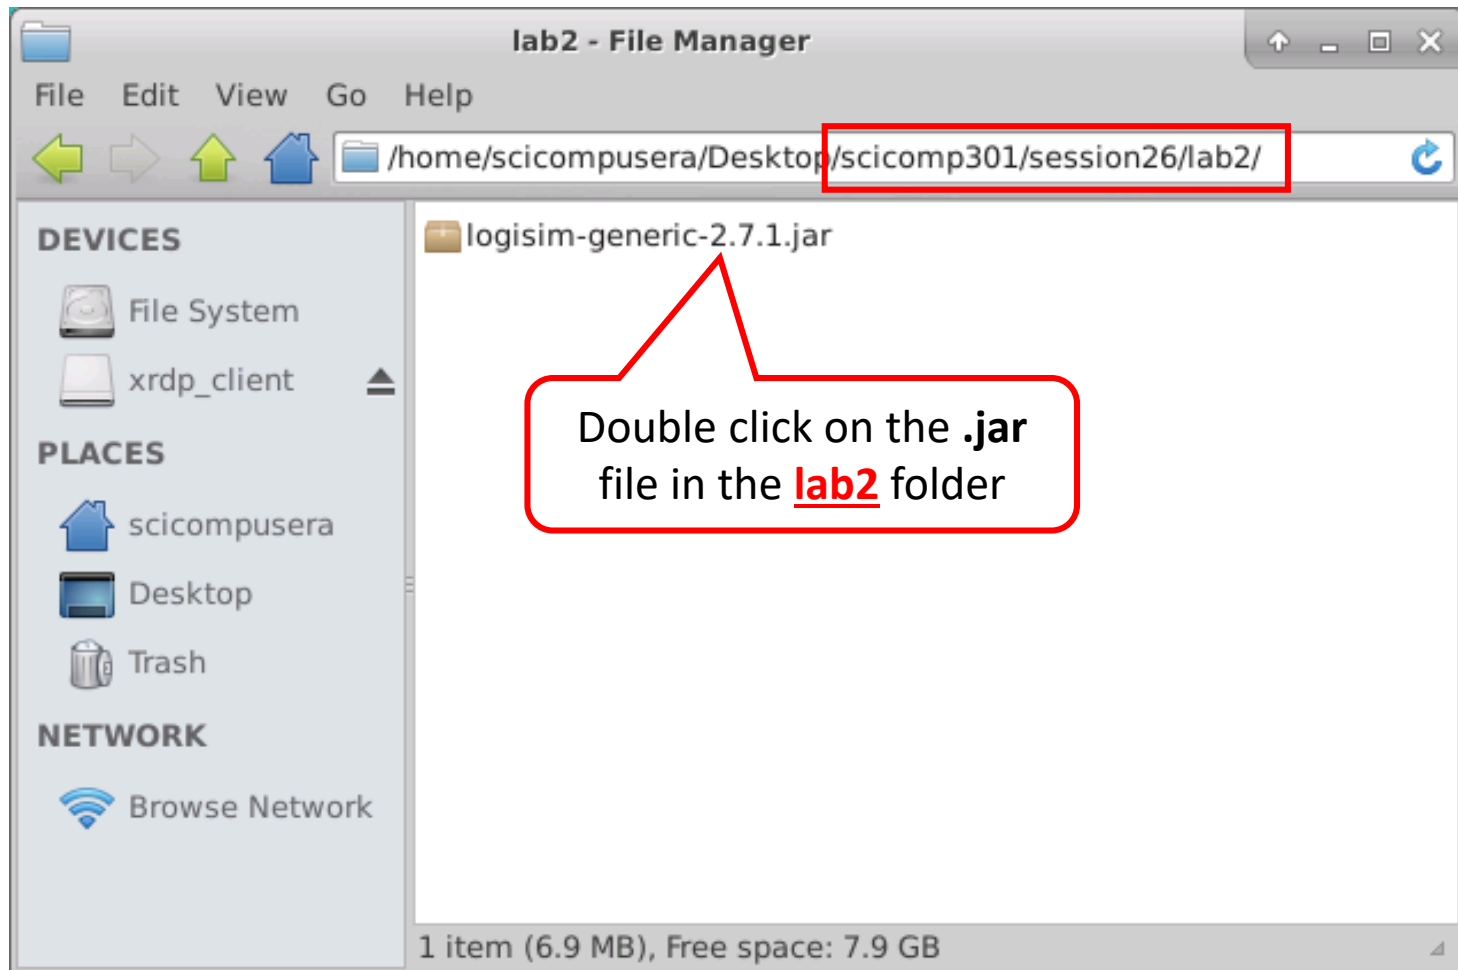 lab2 - File Manager
File Edit View Go Help
/home/scicompusera/Desktop/scicomp301/session26/lab2/
DEVICES
File System
xrdp_client
PLACES
scicompusera
Desktop
Trash
NETWORK
Browse Network
logisim-generic-2.7.1.jar
Double click on the .jar
file in the lab2 folder
1 item (6.9 MB), Free space: 7.9 GB